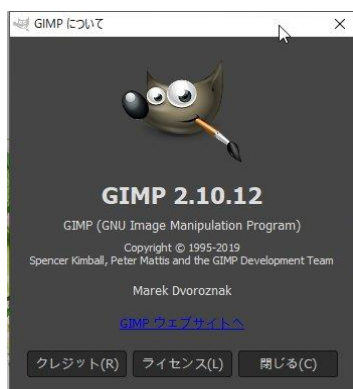 GIMP について
GIMP 2.10.12
GIMP (GNU Image Manipulation Program)
Copyright © 1995-2019
Spencer Kimball, Peter Mattis and the GIMP Development Team
Marek Dvoroznak
GIMP ウェブサイトへ
クレジット(R) ライセンス(L) 閉じる(C)